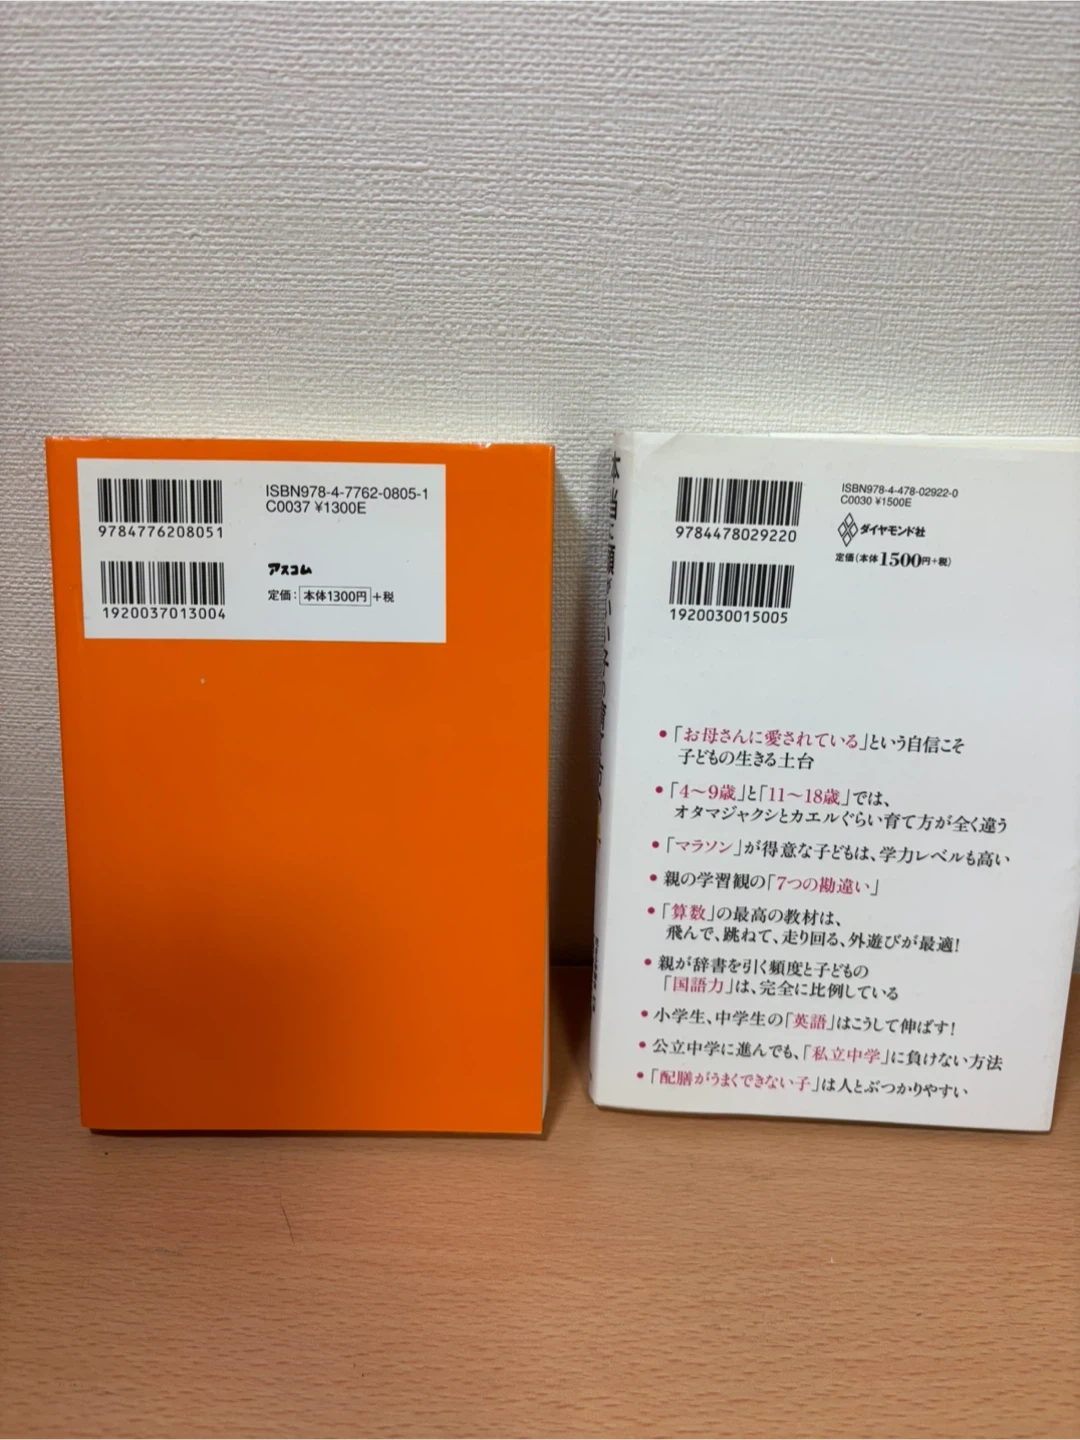 9784776208051
ISBN978-4-7762-0805-1
C0037 ¥1300E
1920037013004
アスコム
定価：本体1300円＋税
9784478029220
ISBN978-4-478-02922-0
C0030 ¥1500E
ダイヤモンド社
定価(本体1500円＋税)
1920030015005
●「お母さんに愛されている」という自信こそ
子どもの生きる土台
●「4〜9歳」と「11〜18歳」では、
オタマジャクシとカエルぐらい育て方が全く違う
●「マラソン」が得意な子どもは、学力レベルも高い
●親の学習観の「7つの勘違い」
●「算数」の最高の教材は、
飛んで、跳ねて、走り回る、外遊びが最適！
●親が辞書を引く頻度と子どもの
「国語力」は、完全に比例している
●小学生、中学生の「英語」はこうして伸ばす！
●公立中学に進んでも、「私立中学」に負けない方法
●「配膳がうまくできない子」は人とぶつかりやすい